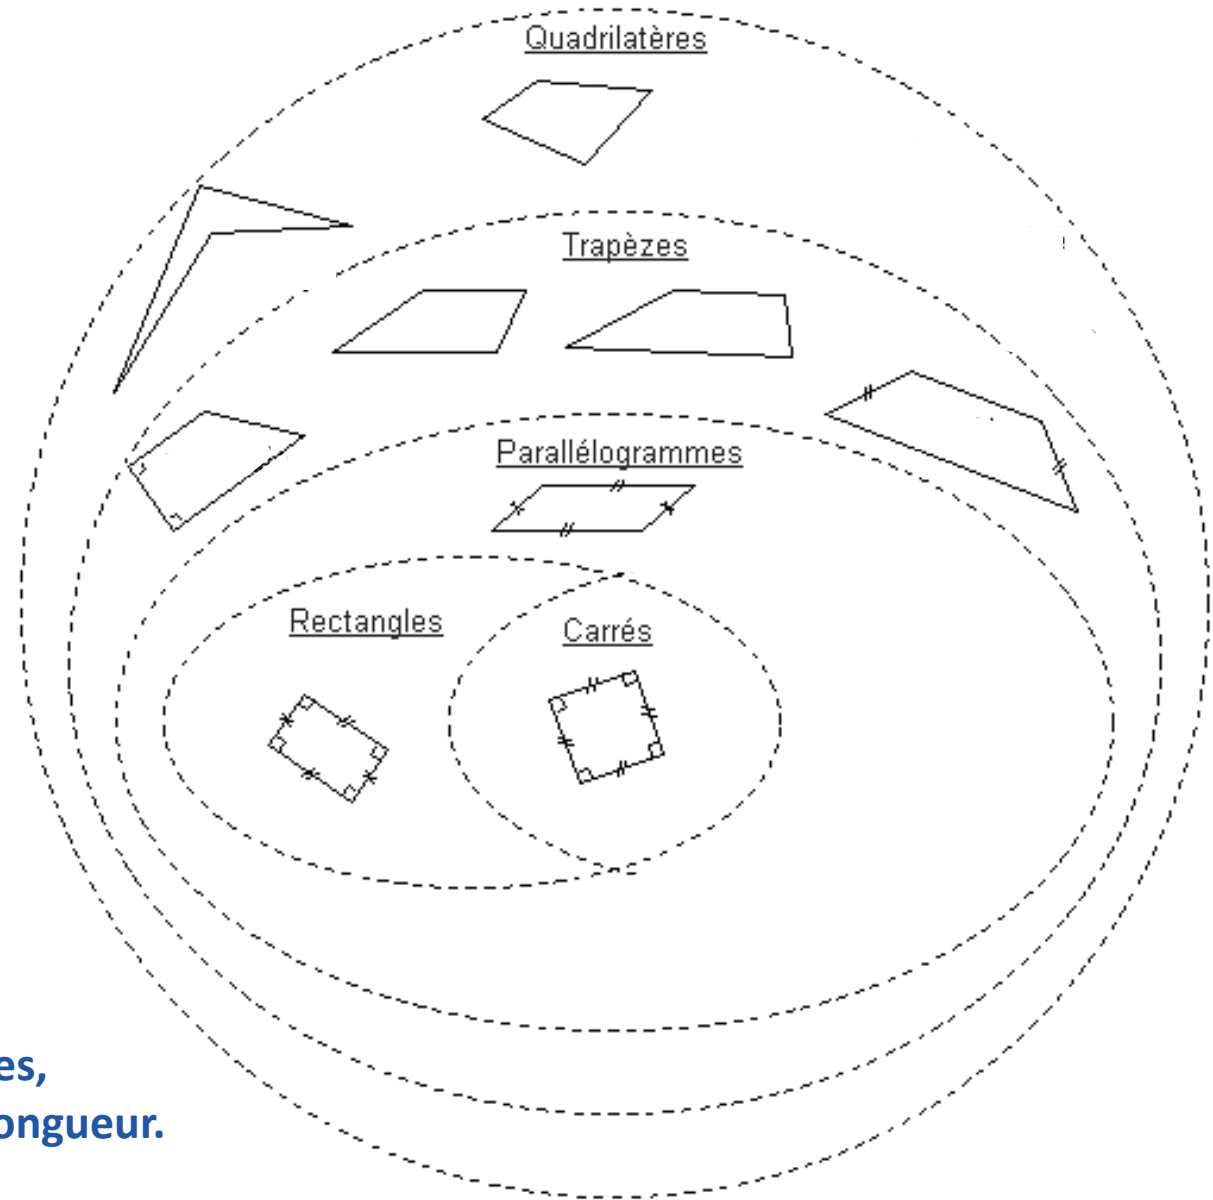 Quadrilatères
Trapèzes
Parallélogrammes
Rectangles
Carrés
es,
ongueur.